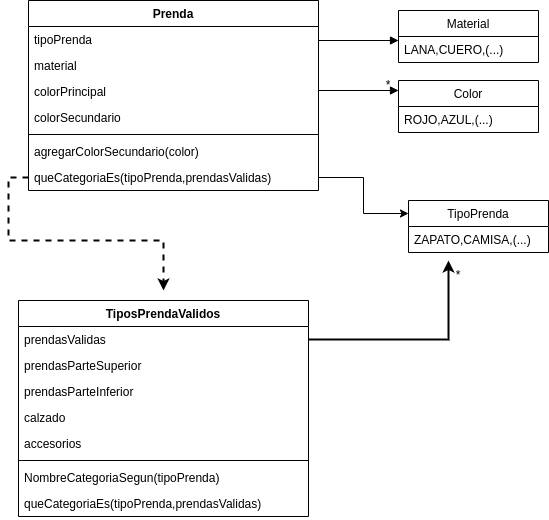 Prenda
tipoPrenda
material
colorPrincipal
colorSecundario
agregarColorSecundario(color)
queCategoriaEs(tipoPrenda,prendasValidas)
Material
LANA,CUERO,(...)
*
Color
ROJO,AZUL,(...)
TipoPrenda
ZAPATO,CAMISA,(...)
*
TiposPrendaValidos
prendasValidas
prendasParteSuperior
prendasParteInferior
calzado
accesorios
NombreCategoriaSegun(tipoPrenda)
queCategoriaEs(tipoPrenda,prendasValidas)